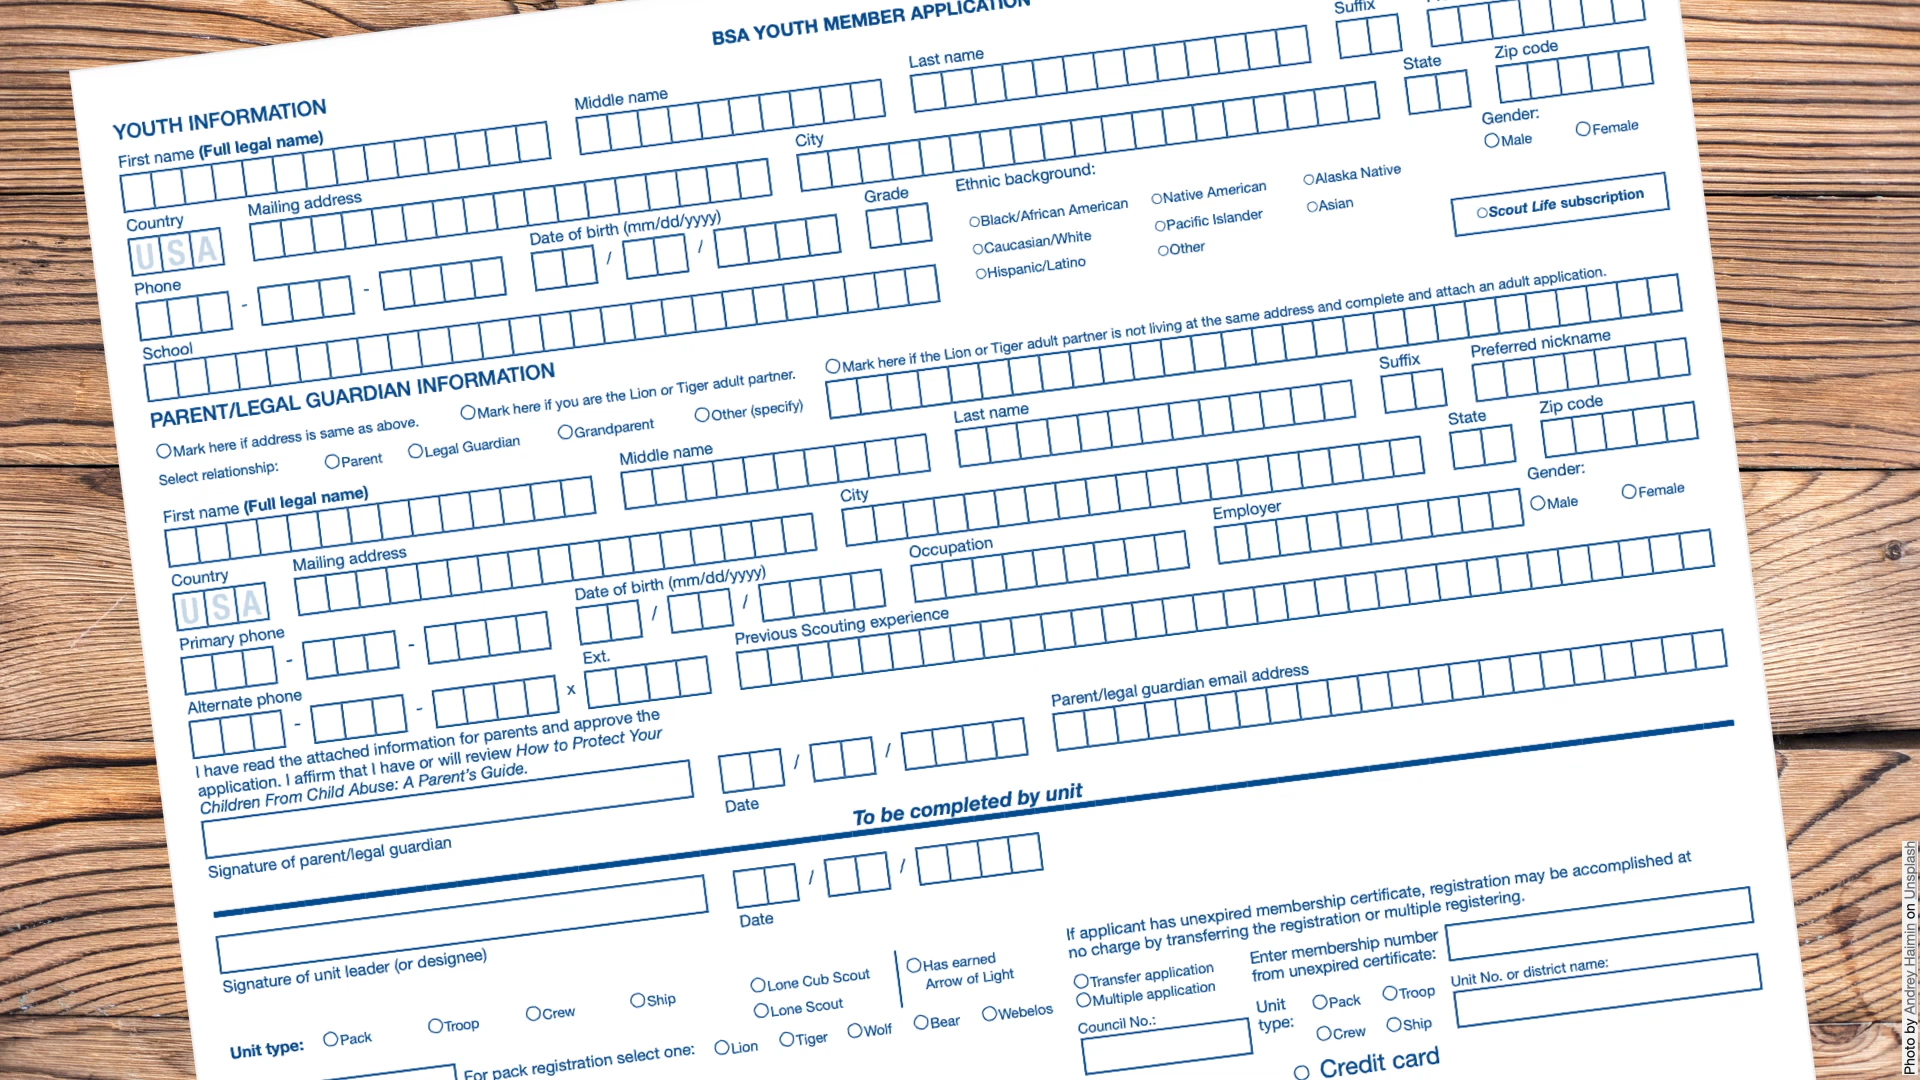 BSA YOUTH MEMBER APPLICATION
YOUTH INFORMATION
First name (Full legal name)
Middle name
Last name
Suffix
Country
USA
Mailing address
City
State
Zip code
Phone
-
-
Date of birth (mm/dd/yyyy)
/
/
Grade
Ethnic background:
Black/African American
Native American
Alaska Native
Caucasian/White
Pacific Islander
Asian
Hispanic/Latino
Other
Gender:
Male
Female
Scout Life subscription
School
PARENT/LEGAL GUARDIAN INFORMATION
Mark here if address is same as above.
Mark here if you are the Lion or Tiger adult partner.
Mark here if the Lion or Tiger adult partner is not living at the same address and complete and attach an adult application.
Select relationship:
Parent
Legal Guardian
Grandparent
Other (specify)
First name (Full legal name)
Middle name
Last name
Suffix
Preferred nickname
Country
USA
Mailing address
City
State
Zip code
Primary phone
-
-
Date of birth (mm/dd/yyyy)
/
/
Occupation
Employer
Gender:
Male
Female
Alternate phone
-
-
x
Ext.
Previous Scouting experience
I have read the attached information for parents and approve the
application. I affirm that I have or will review How to Protect Your
Children From Child Abuse: A Parent's Guide.
/
/
Date
Parent/legal guardian email address
Signature of parent/legal guardian
To be completed by unit
/
/
Date
Signature of unit leader (or designee)
Unit type:
Pack
Troop
Crew
Ship
Lone Cub Scout
Lone Scout
Has earned
Arrow of Light
For pack registration select one:
Lion
Tiger
Wolf
Bear
Webelos
If applicant has unexpired membership certificate, registration may be accomplished at
no charge by transferring the registration or multiple registering.
Transfer application
Multiple application
Enter membership number
from unexpired certificate:
Council No.:
Unit
type:
Pack
Troop
Crew
Ship
Unit No. or district name:
Credit card
Photo by Andrey Haimin on Unsplash